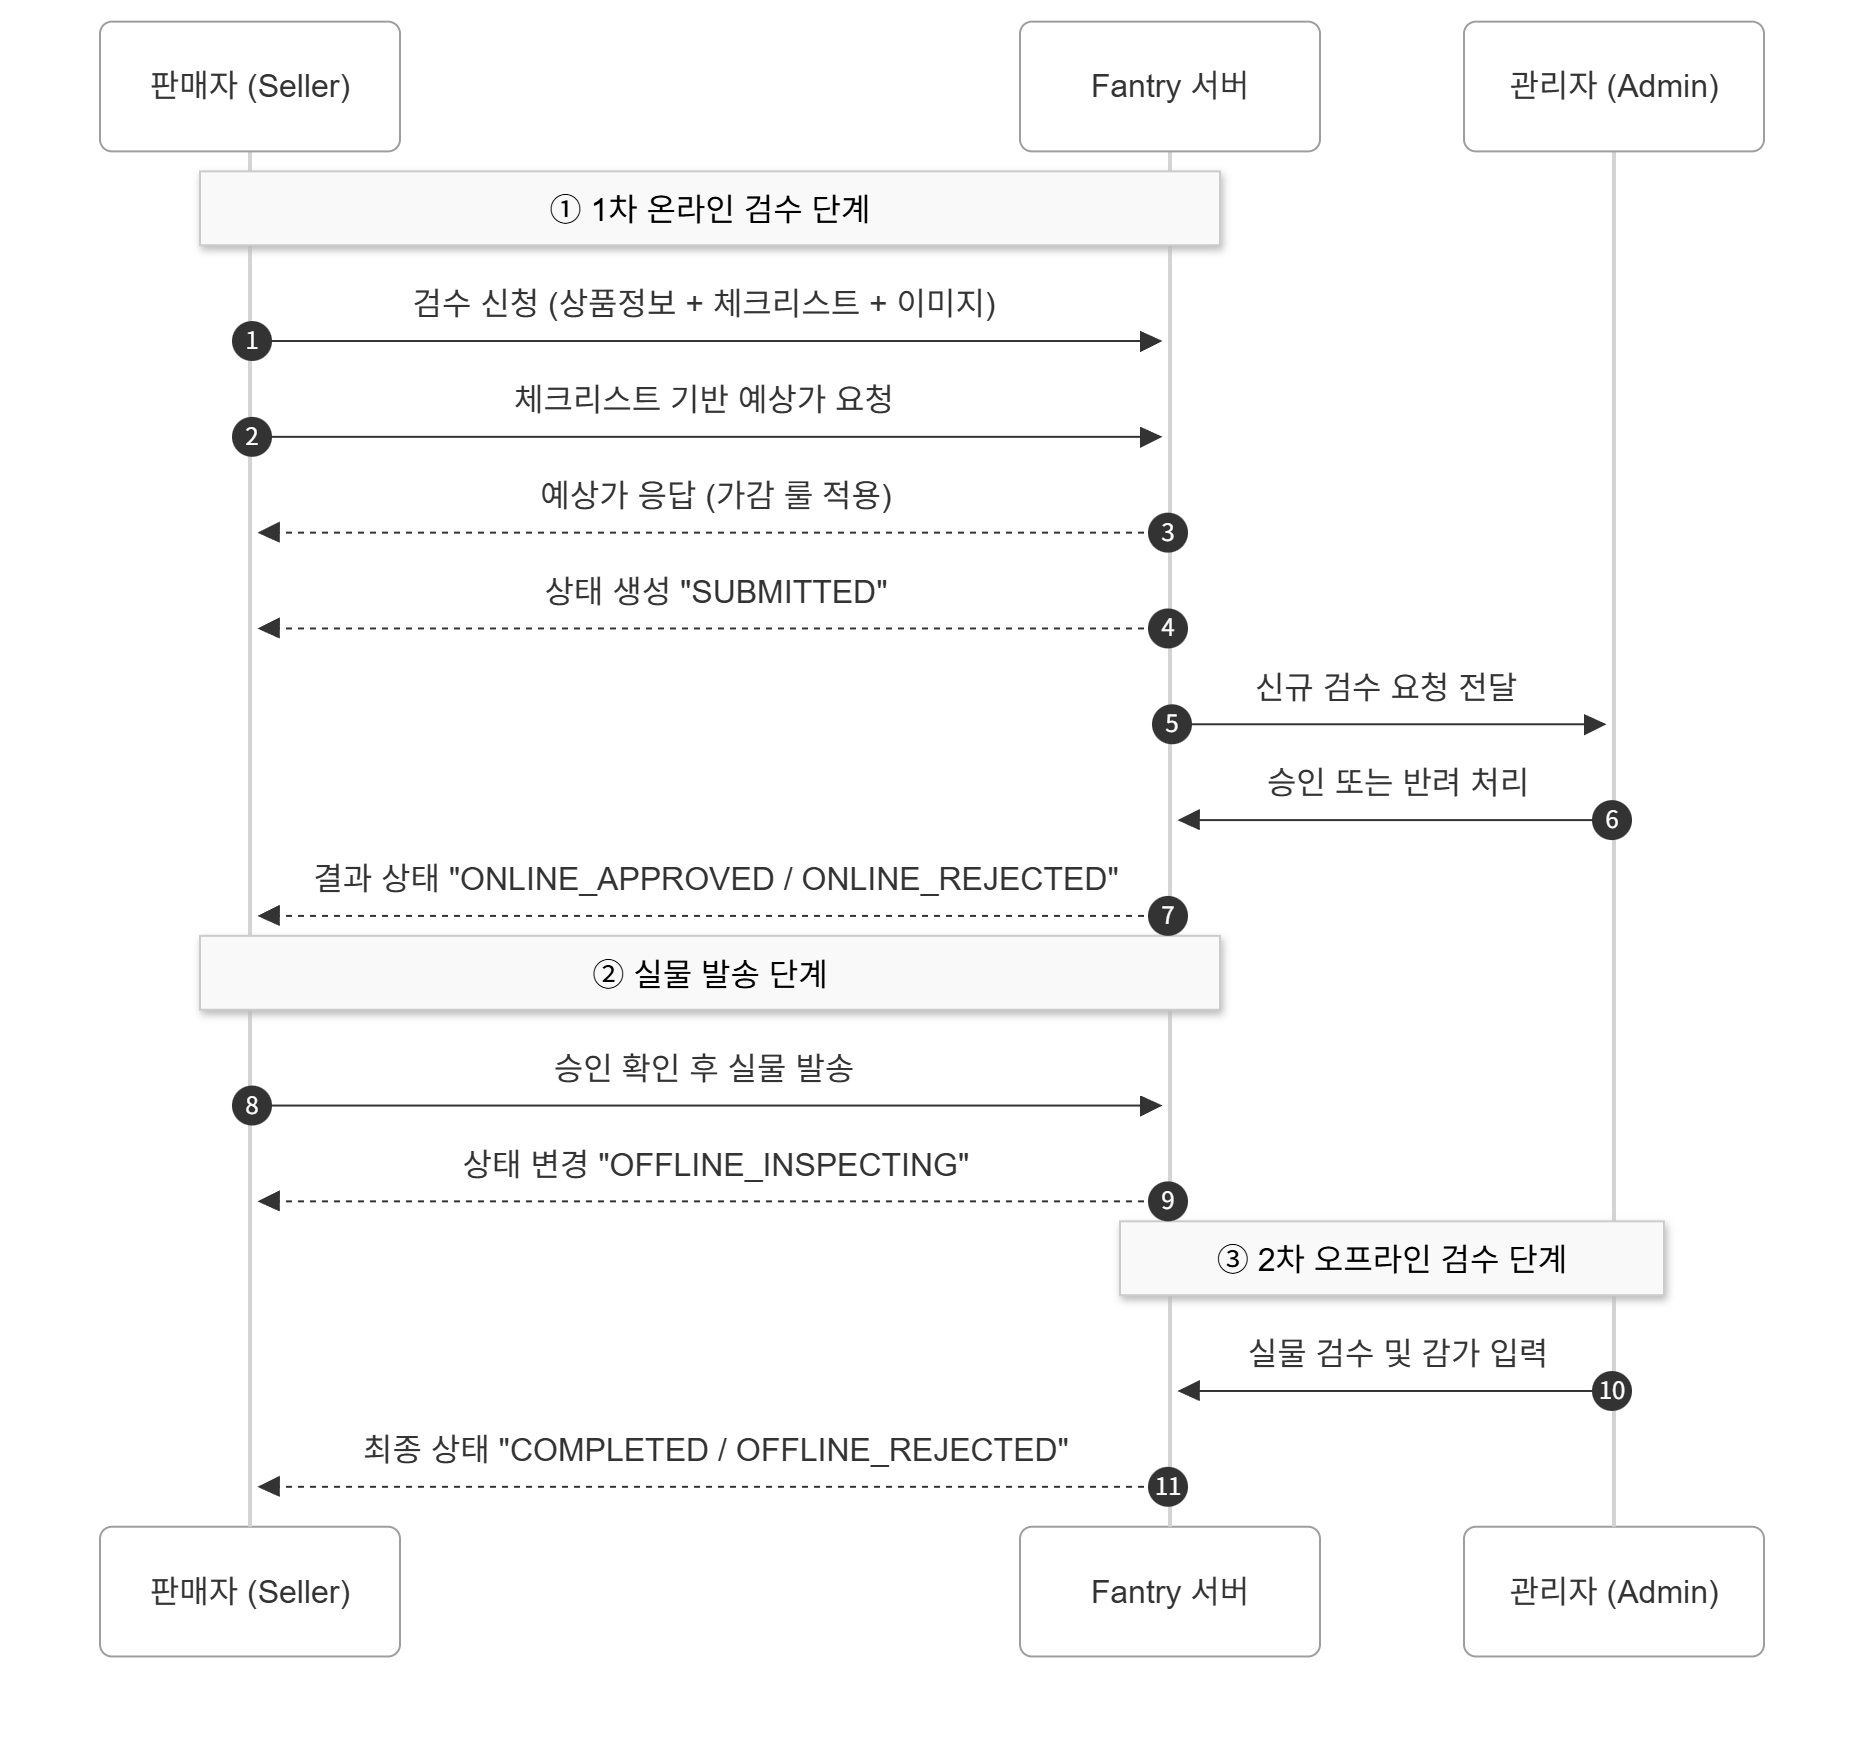 판매자 (Seller)
Fantry 서버
관리자 (Admin)
① 1차 온라인 검수 단계
검수 신청 (상품정보 + 체크리스트 + 이미지)
1
체크리스트 기반 예상가 요청
2
예상가 응답 (가감 룰 적용)
3
상태 생성 "SUBMITTED"
4
신규 검수 요청 전달
5
승인 또는 반려 처리
6
결과 상태 "ONLINE_APPROVED / ONLINE_REJECTED"
7
② 실물 발송 단계
승인 확인 후 실물 발송
8
상태 변경 "OFFLINE_INSPECTING"
9
③ 2차 오프라인 검수 단계
실물 검수 및 감가 입력
10
최종 상태 "COMPLETED / OFFLINE_REJECTED"
11
판매자 (Seller)
Fantry 서버
관리자 (Admin)